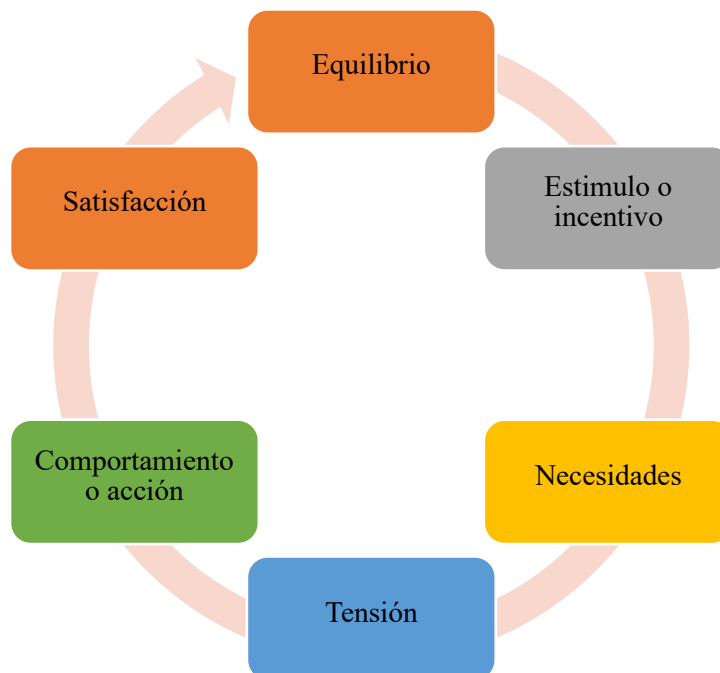 Equilibrio
Estimulo o
incentivo
Necesidades
Tensión
Comportamiento
o acción
Satisfacción